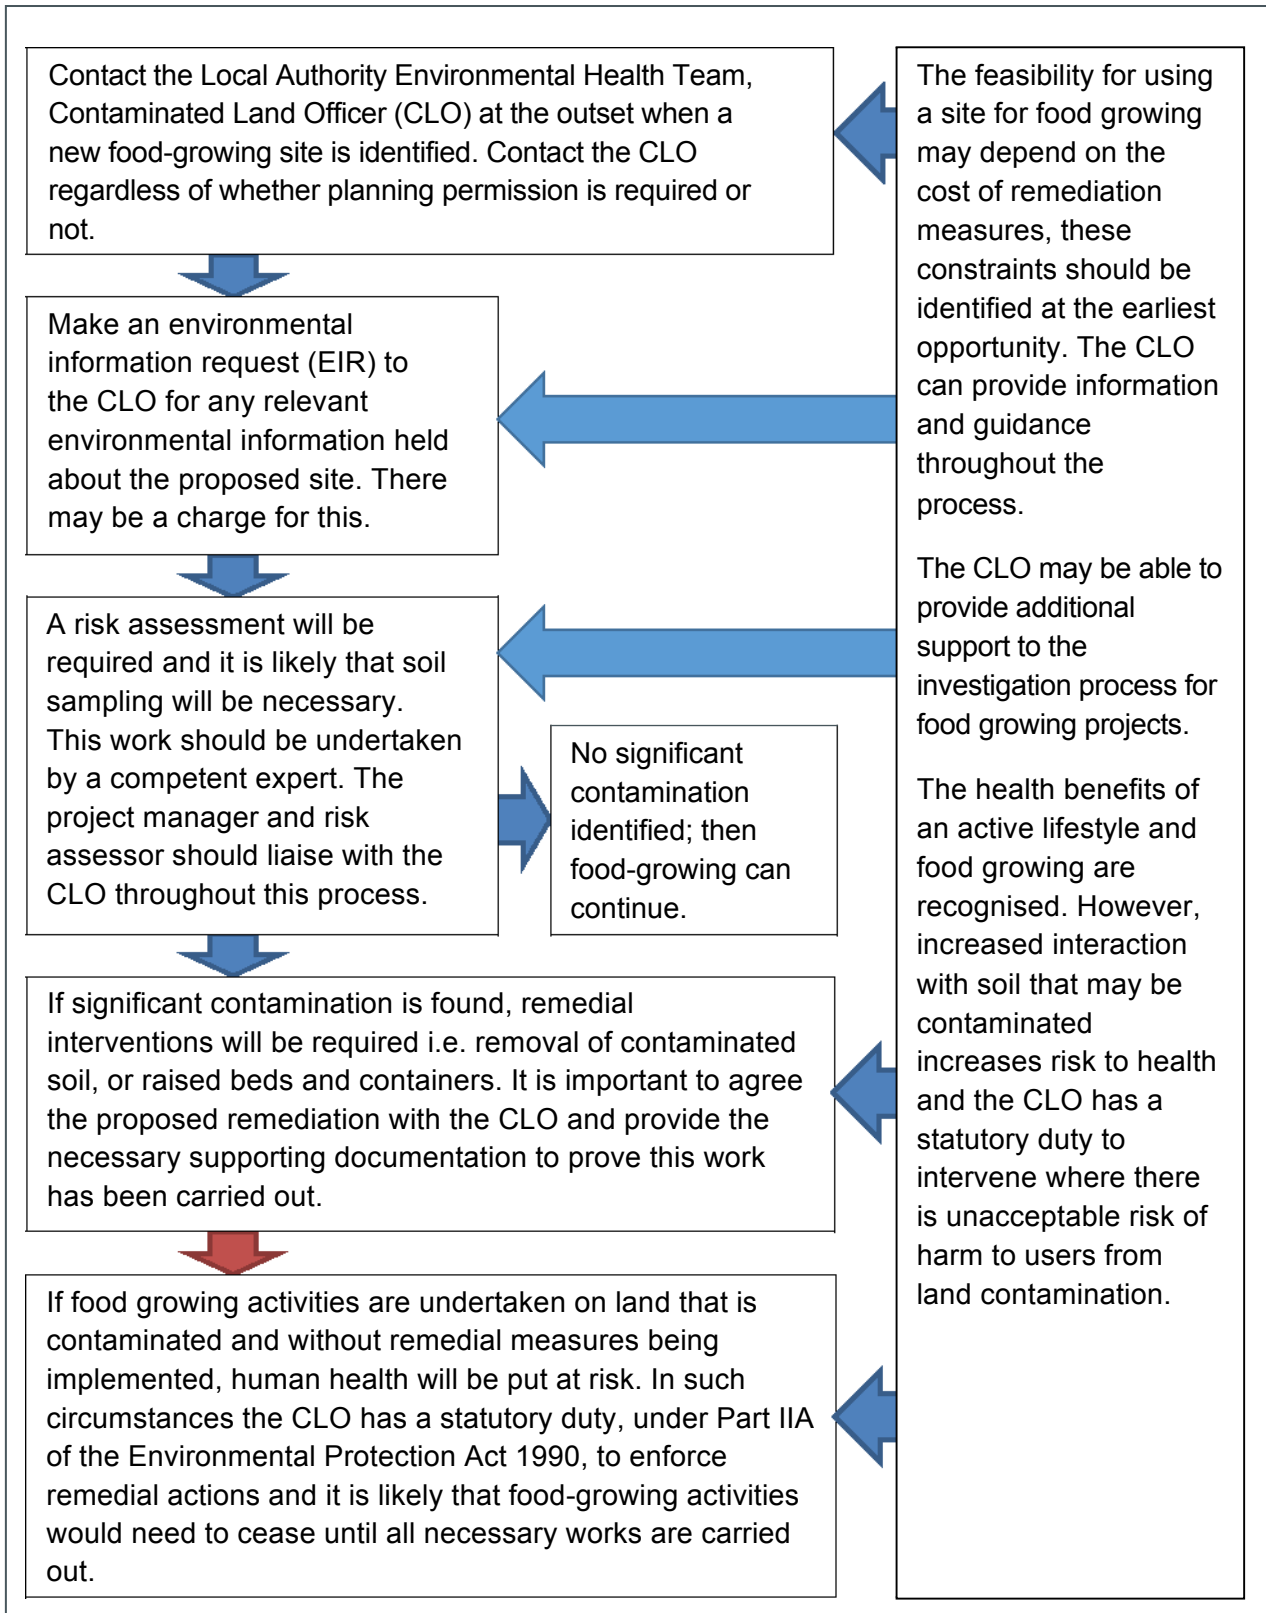 Contact the Local Authority Environmental Health Team,
Contaminated Land Officer (CLO) at the outset when a
new food-growing site is identified. Contact the CLO
regardless of whether planning permission is required or
not.
Make an environmental
information request (EIR) to
the CLO for any relevant
environmental information held
about the proposed site. There
may be a charge for this.
A risk assessment will be
required and it is likely that soil
sampling will be necessary.
This work should be undertaken
by a competent expert. The
project manager and risk
assessor should liaise with the
CLO throughout this process.
No significant
contamination
identified; then
food-growing can
continue.
If significant contamination is found, remedial
interventions will be required i.e. removal of contaminated
soil, or raised beds and containers. It is important to agree
the proposed remediation with the CLO and provide the
necessary supporting documentation to prove this work
has been carried out.
If food growing activities are undertaken on land that is
contaminated and without remedial measures being
implemented, human health will be put at risk. In such
circumstances the CLO has a statutory duty, under Part IIA
of the Environmental Protection Act 1990, to enforce
remedial actions and it is likely that food-growing activities
would need to cease until all necessary works are carried
out.
The feasibility for using
a site for food growing
may depend on the
cost of remediation
measures, these
constraints should be
identified at the earliest
opportunity. The CLO
can provide information
and guidance
throughout the
process.
The CLO may be able to
provide additional
support to the
investigation process for
food growing projects.
The health benefits of
an active lifestyle and
food growing are
recognised. However,
increased interaction
with soil that may be
contaminated
increases risk to health
and the CLO has a
statutory duty to
intervene where there
is unacceptable risk of
harm to users from
land contamination.